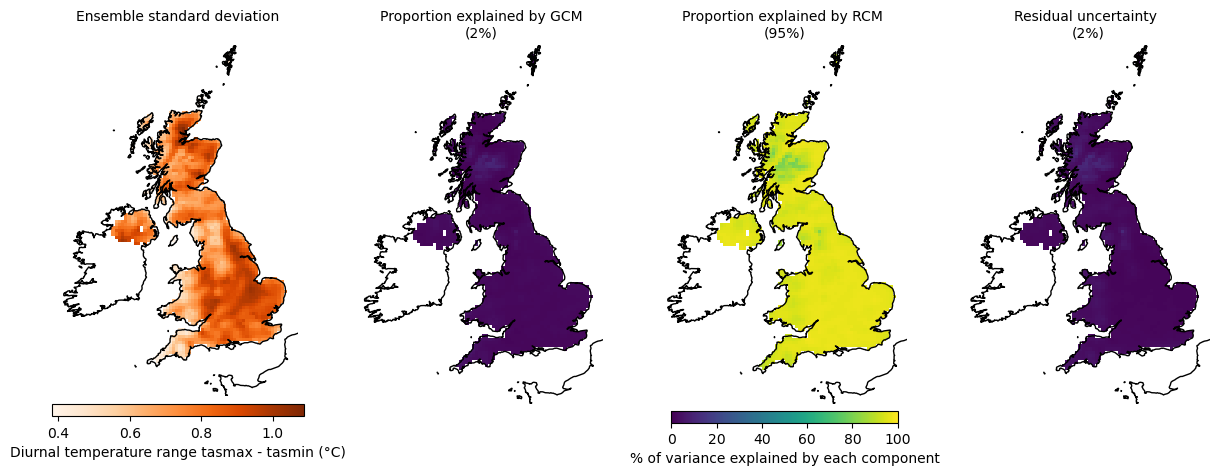 Ensemble standard deviation
Proportion explained by GCM
(2%)
Proportion explained by RCM
(95%)
Residual uncertainty
(2%)
0.4 0.6 0.8 1.0
Diurnal temperature range tasmax - tasmin (°C)
0 20 40 60 80 100
% of variance explained by each component